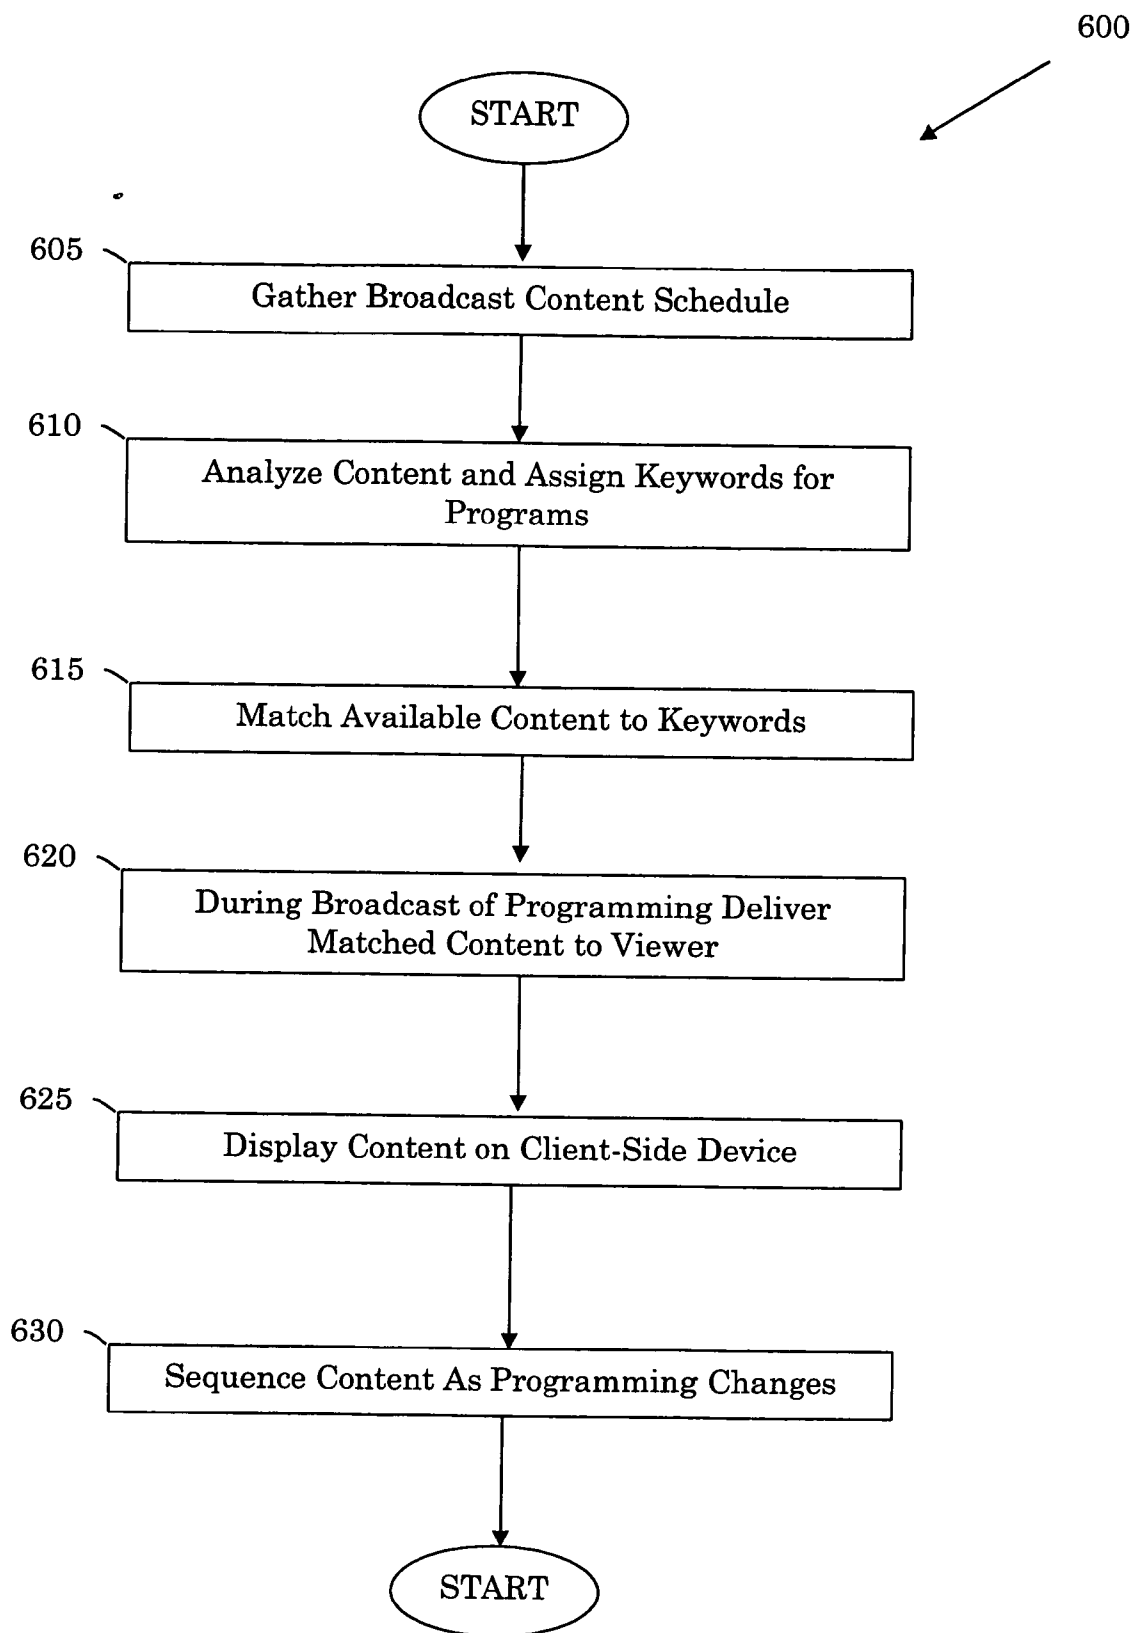 600
START
605
Gather Broadcast Content Schedule
610
Analyze Content and Assign Keywords for
Programs
615
Match Available Content to Keywords
620
During Broadcast of Programming Deliver
Matched Content to Viewer
625
Display Content on Client-Side Device
630
Sequence Content As Programming Changes
START